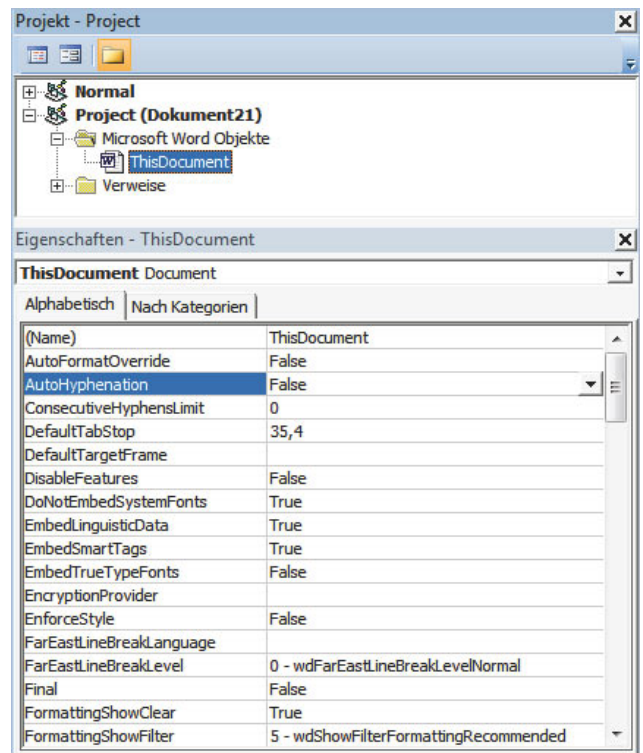 Projekt - Project
Normal
Project (Dokument21)
Microsoft Word Objekte
ThisDocument
Verweise
Eigenschaften - ThisDocument
ThisDocument Document
Alphabetisch Nach Kategorien
(Name) ThisDocument
AutoFormatOverride False
AutoHyphenation False
ConsecutiveHyphensLimit 0
DefaultTabStop 35,4
DefaultTargetFrame
DisableFeatures False
DoNotEmbedSystemFonts True
EmbedLinguisticData True
EmbedSmartTags True
EmbedTrueTypeFonts False
EncryptionProvider
EnforceStyle False
FarEastLineBreakLanguage
FarEastLineBreakLevel 0 - wdFarEastLineBreakLevelNormal
Final False
FormattingShowClear True
FormattingShowFilter 5 - wdShowFilterFormattingRecommended